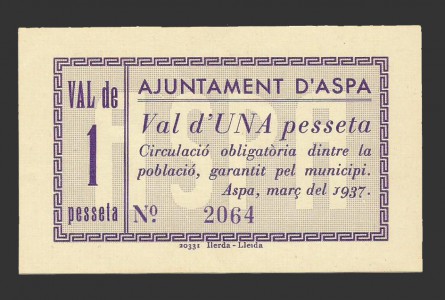 VAL de
1
pesseta
AJUNTAMENT D'ASPA
Val d'UNA pesseta
Circulació obligatòria dintre la
població, garantit pel municipi.
Aspa, març del 1937.
Nº 2064
20331 Ilerda - Lleida